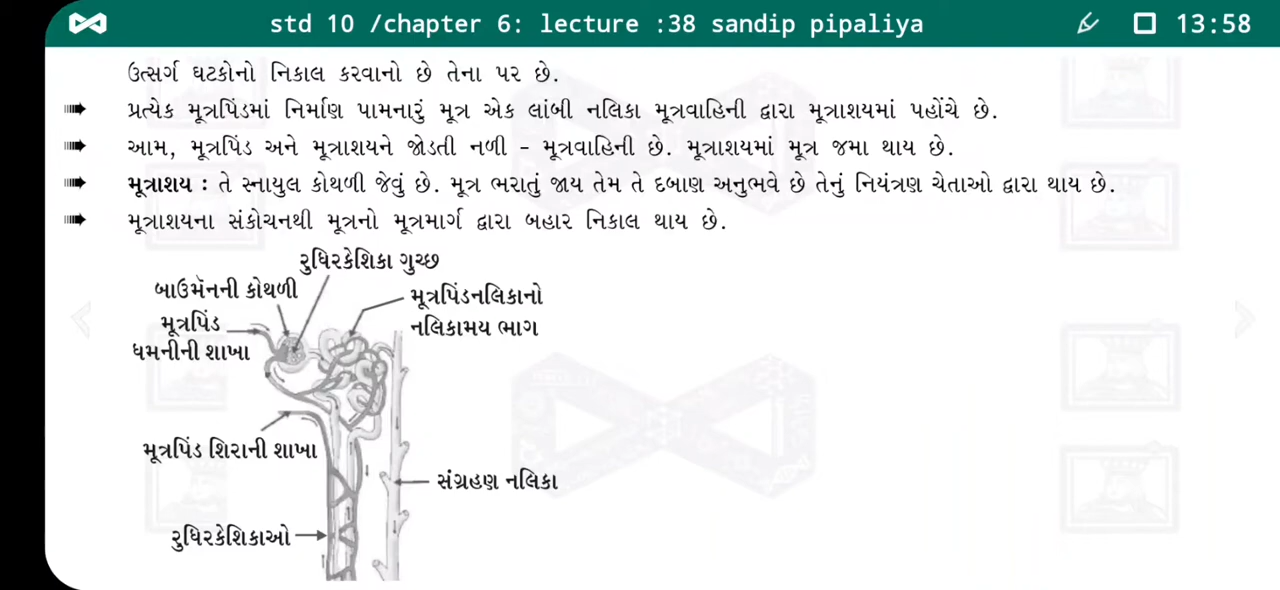 std 10 /chapter 6: lecture :38 sandip pipaliya
13:58
ઉત્સર્ગ ઘટકોનો નિકાલ કરવાનો છે તેના પર છે.
પ્રત્યેક મૂત્રપિંડમાં નિર્માણ પામનારું મૂત્ર એક લાંબી નલિકા મૂત્રવાહિની દ્વારા મૂત્રાશયમાં પહોંચે છે.
આમ, મૂત્રપિંડ અને મૂત્રાશયને જોડતી નળી – મૂત્રવાહિની છે. મૂત્રાશયમાં મૂત્ર જમા થાય છે.
મૂત્રાશય : તે સ્નાયુલ કોથળી જેવું છે. મૂત્ર ભરાતું જાય તેમ તે દબાણ અનુભવે છે તેનું નિયંત્રણ ચેતાઓ દ્વારા થાય છે.
મૂત્રાશયના સંકોચનથી મૂત્રનો મૂત્રમાર્ગ દ્વારા બહાર નિકાલ થાય છે.
રુધિરકેશિકા ગુચ્છ
બાઉમૅનની કોથળી
મૂત્રપિંડનલિકાનો
નલિકામય ભાગ
મૂત્રપિંડ
ધમનીની શાખા
મૂત્રપિંડ શિરાની શાખા
સંગ્રહણ નલિકા
રુધિરકેશિકાઓ